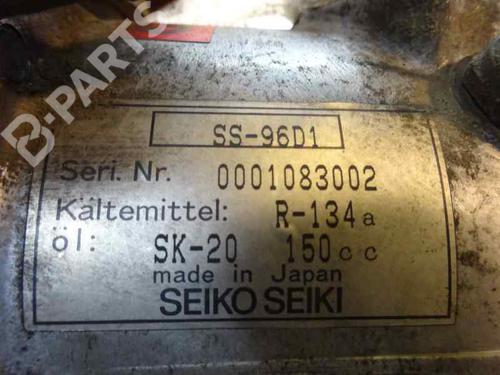 B-PARTS
SS-96D1
Seri. Nr. 0001083002
Kältemittel: R-134a
öl: SK-20 150cc
made in Japan
SEIKO SEIKI